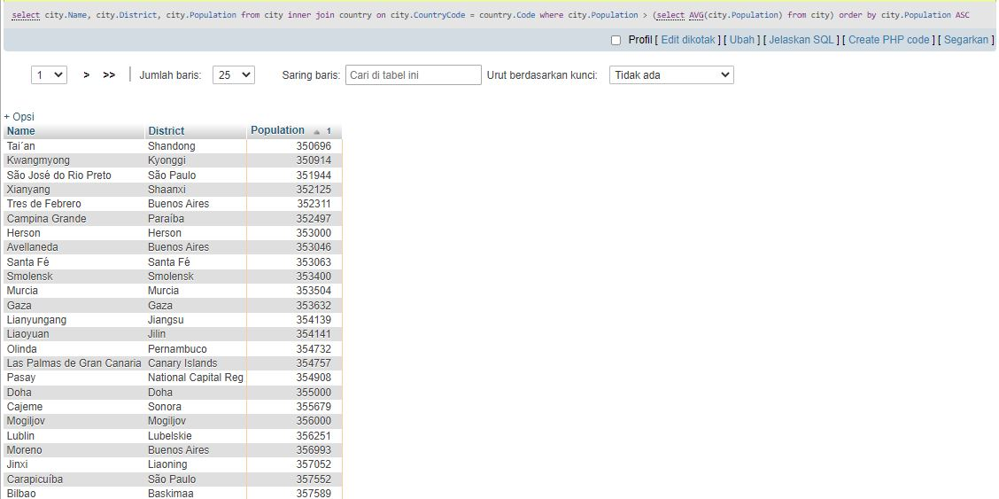 select city.Name, city.District, city.Population from city inner join country on city.CountryCode = country.Code where city.Population > (select AVG(city.Population) from city) order by city.Population ASC
Profil [ Edit dikotak ] [ Ubah ] [ Jelaskan SQL ] [ Create PHP code ] [ Segarkan ]
1 > >> | Jumlah baris: 25 Saring baris: Cari di tabel ini Urut berdasarkan kunci: Tidak ada
+ Opsi
Name District Population 1
Tai´an Shandong 350696
Kwangmyong Kyonggi 350914
São José do Rio Preto São Paulo 351944
Xianyang Shaanxi 352125
Tres de Febrero Buenos Aires 352311
Campina Grande Paraíba 352497
Herson Herson 353000
Avellaneda Buenos Aires 353046
Santa Fé Santa Fé 353063
Smolensk Smolensk 353400
Murcia Murcia 353504
Gaza Gaza 353632
Lianyungang Jiangsu 354139
Liaoyuan Jilin 354141
Olinda Pernambuco 354732
Las Palmas de Gran Canaria Canary Islands 354757
Pasay National Capital Reg 354908
Doha Doha 355000
Cajeme Sonora 355679
Mogiljov Mogiljov 356000
Lublin Lubelskie 356251
Moreno Buenos Aires 356993
Jinxi Liaoning 357052
Carapicuíba São Paulo 357552
Bilbao Baskimaa 357589